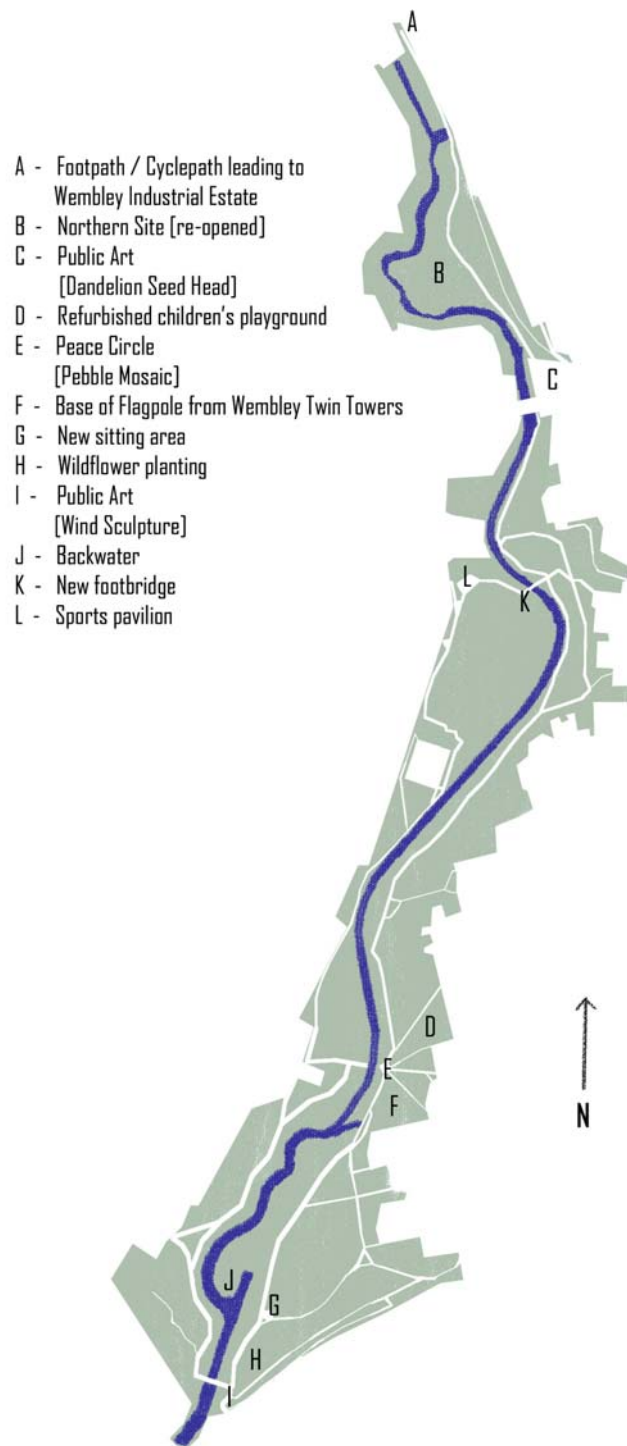 A
A - Footpath / Cyclepath leading to
Wembley Industrial Estate
B - Northern Site [re-opened]
C - Public Art
[Dandelion Seed Head]
D - Refurbished children's playground
E - Peace Circle
[Pebble Mosaic]
F - Base of Flagpole from Wembley Twin Towers
G - New sitting area
H - Wildflower planting
I - Public Art
[Wind Sculpture]
J - Backwater
K - New footbridge
L - Sports pavilion
B
C
L
K
D
E
F
N
J
G
H
I